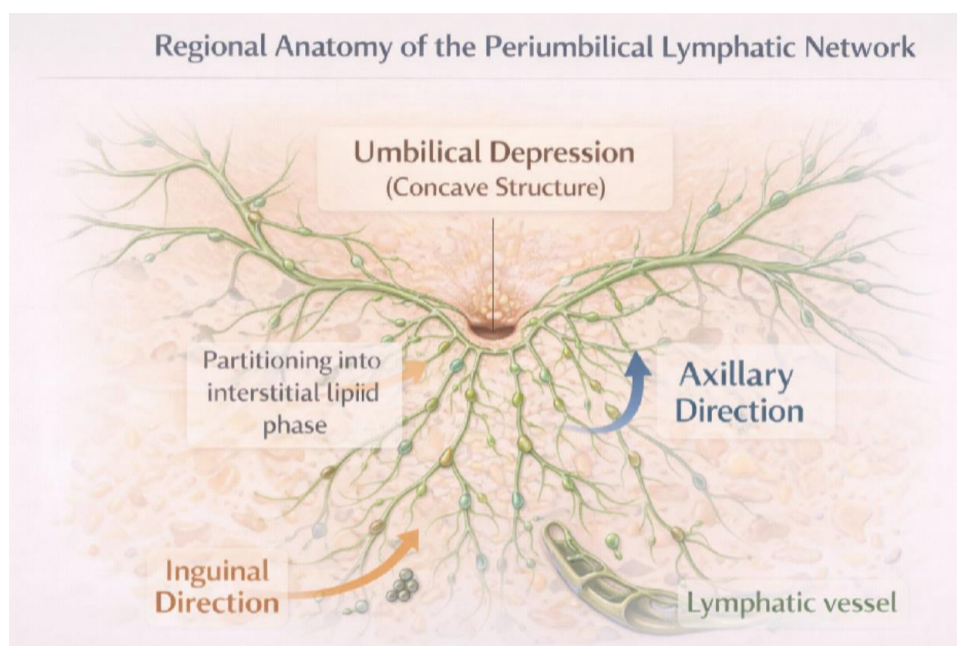 Regional Anatomy of the Periumbilical Lymphatic Network
Umbilical Depression
(Concave Structure)
Partitioning into
interstitial lipiid
phase
Axillary
Direction
Inguinal
Direction
Lymphatic vessel